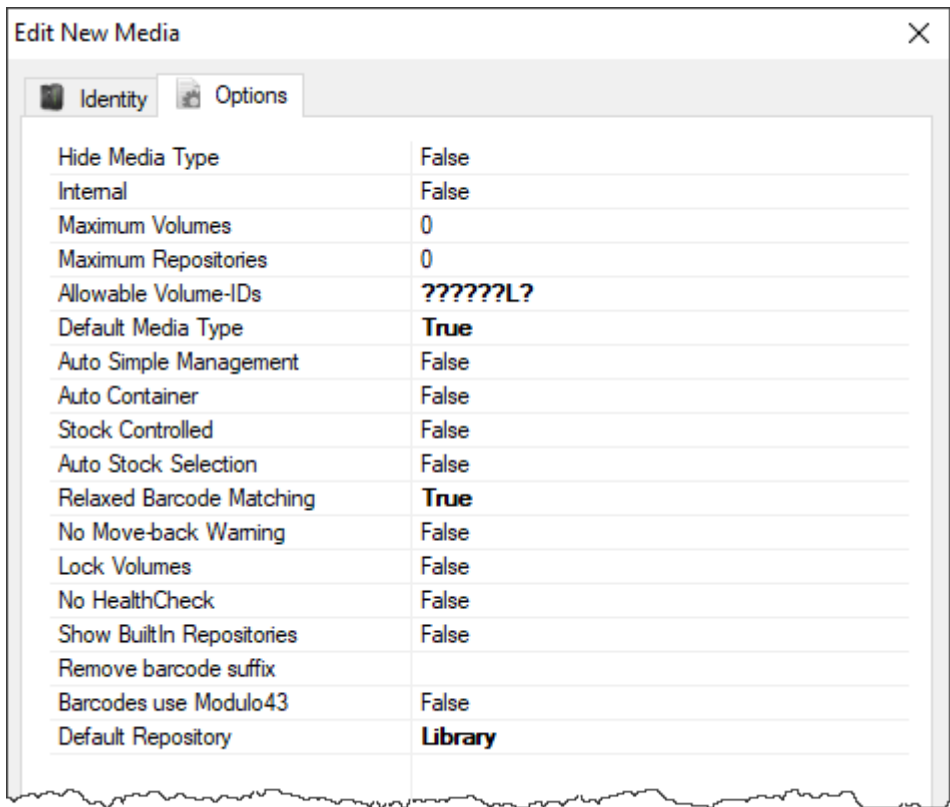 Edit New Media
Identity Options
Hide Media Type False
Internal False
Maximum Volumes 0
Maximum Repositories 0
Allowable Volume-IDs ??????L?
Default Media Type True
Auto Simple Management False
Auto Container False
Stock Controlled False
Auto Stock Selection False
Relaxed Barcode Matching True
No Move-back Warning False
Lock Volumes False
No HealthCheck False
Show BuiltIn Repositories False
Remove barcode suffix
Barcodes use Modulo43 False
Default Repository Library